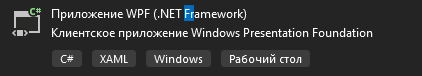 C#
Приложение WPF (.NET Framework)
Клиентское приложение Windows Presentation Foundation
C# XAML Windows Рабочий стол